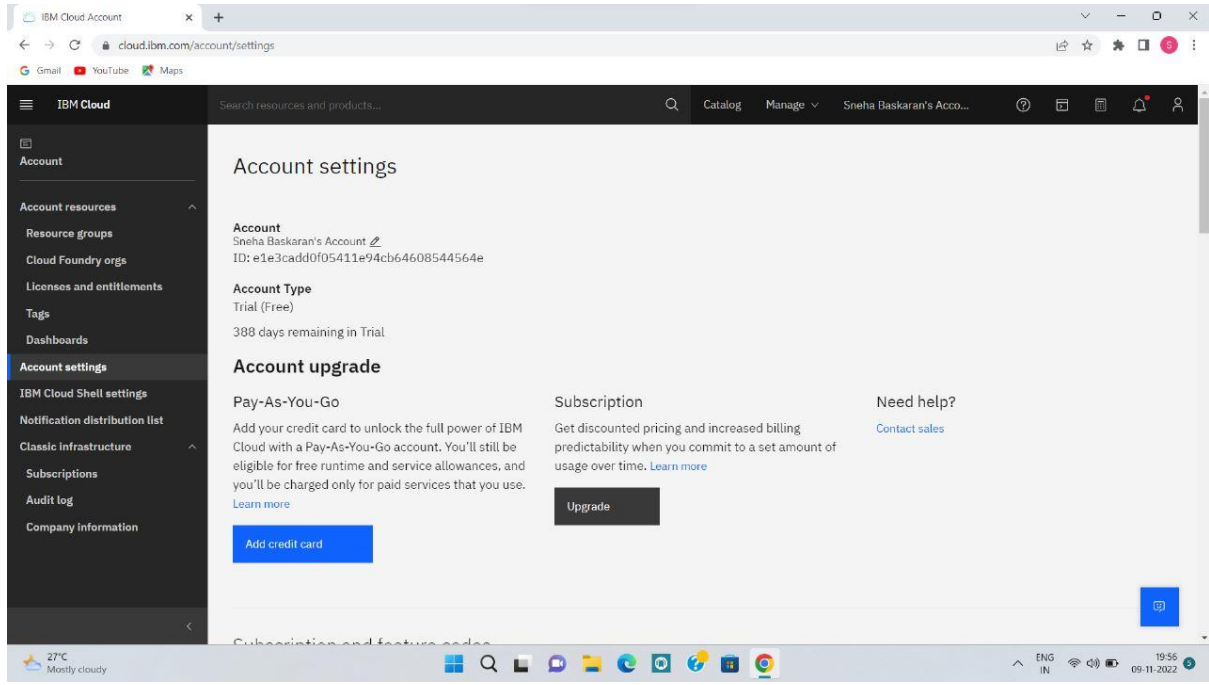 IBM Cloud Account
cloud.ibm.com/account/settings
Gmail YouTube Maps
S
IBM Cloud
Search resources and products...
Catalog Manage Sneha Baskaran's Acco...
Account
Account resources
Resource groups
Cloud Foundry orgs
Licenses and entitlements
Tags
Dashboards
Account settings
IBM Cloud Shell settings
Notification distribution list
Classic infrastructure
Subscriptions
Audit log
Company information
Account settings
Account
Sneha Baskaran's Account
ID: e1e3cadd0f05411e94cb64608544564e
Account Type
Trial (Free)
388 days remaining in Trial
Account upgrade
Pay-As-You-Go
Add your credit card to unlock the full power of IBM
Cloud with a Pay-As-You-Go account. You'll still be
eligible for free runtime and service allowances, and
you'll be charged only for paid services that you use.
Learn more
Add credit card
Subscription
Get discounted pricing and increased billing
predictability when you commit to a set amount of
usage over time. Learn more
Upgrade
Need help?
Contact sales
Subscription and feature codes
27°C
Mostly cloudy
ENG
IN
19:56
09-11-2022
5